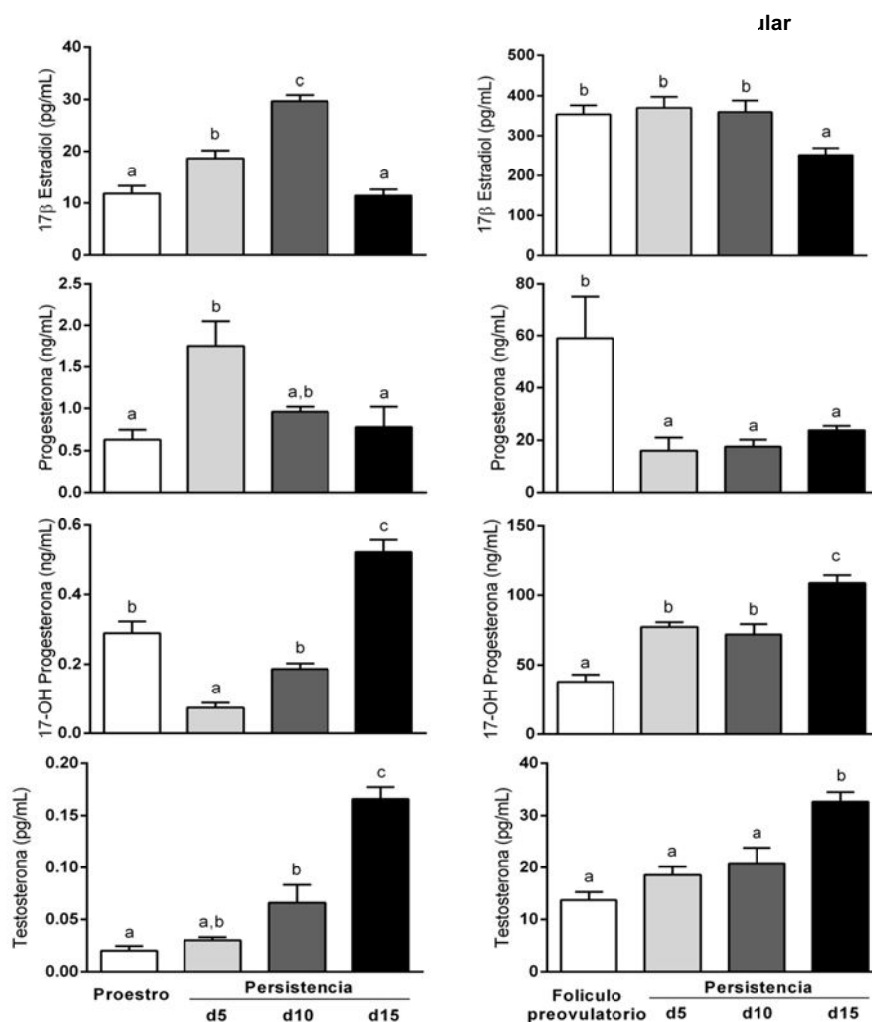 ular
40
30
20
10
0
17β Estradiol (pg/mL)
a
b
c
a
500
400
300
200
100
0
17β Estradiol (pg/mL)
b
b
b
a
2.5
2.0
1.5
1.0
0.5
0.0
Progesterona (ng/mL)
a
b
a,b
a
80
60
40
20
0
Progesterona (ng/mL)
b
a
a
a
0.6
0.4
0.2
0.0
17-OH Progesterona (ng/mL)
b
a
b
c
150
100
50
0
17-OH Progesterona (ng/mL)
a
b
b
c
0.20
0.15
0.10
0.05
0.00
Testosterona (pg/mL)
a
a,b
b
c
Proestro
Persistencia
d5 d10 d15
40
30
20
10
0
Testosterona (pg/mL)
a
a
a
b
Foliculo
preovulatorio
Persistencia
d5 d10 d15